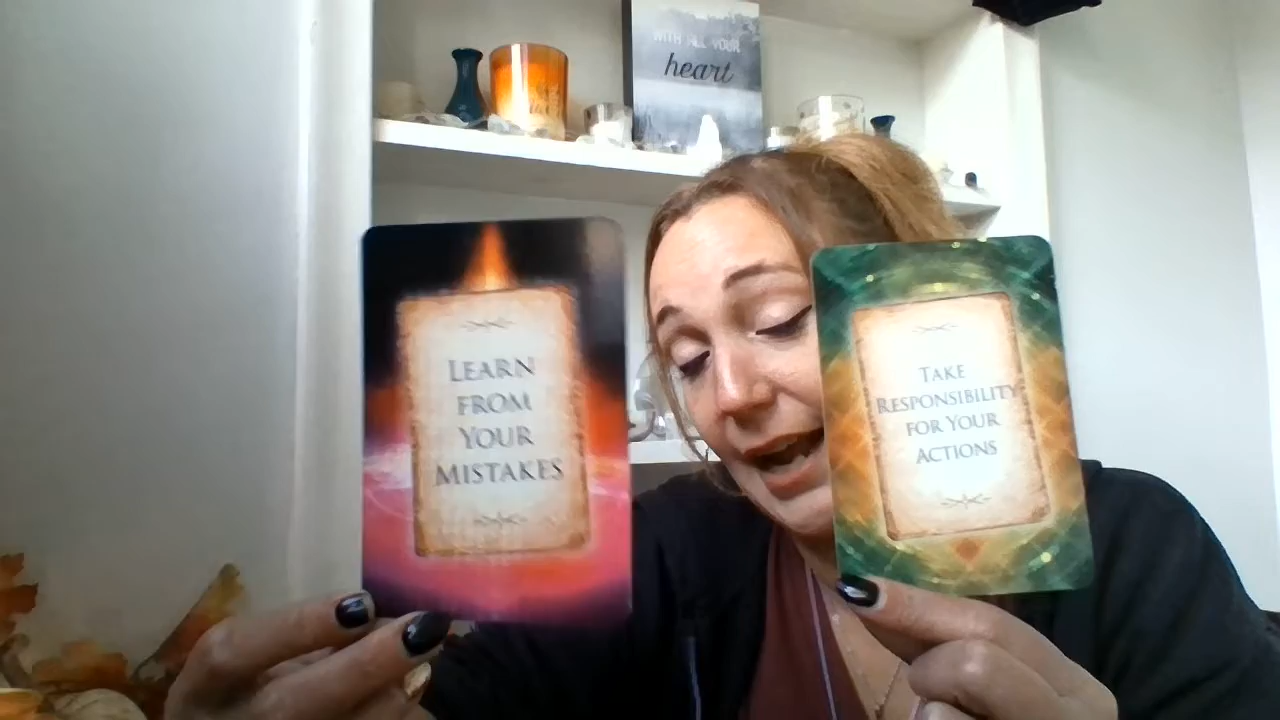 WITH ALL YOUR
heart
LEARN
FROM
YOUR
MISTAKES
TAKE
RESPONSIBILITY
FOR YOUR
ACTIONS